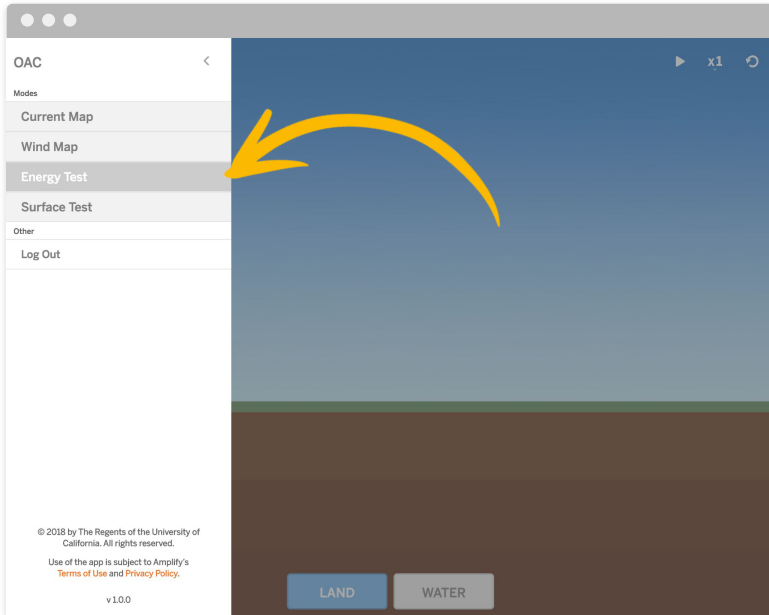 OAC
x1
Modes
Current Map
Wind Map
Energy Test
Surface Test
Other
Log Out
© 2018 by The Regents of the University of
California. All rights reserved.
Use of the app is subject to Amplify's
Terms of Use and Privacy Policy.
v 1.0.0
LAND
WATER